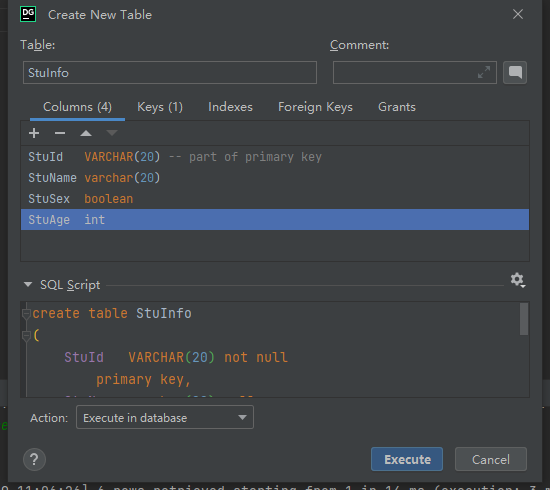 DG Create New Table
Table: Comment:
StuInfo
Columns (4) Keys (1) Indexes Foreign Keys Grants
StuId VARCHAR(20) -- part of primary key
StuName varchar(20)
StuSex boolean
StuAge int
SQL Script
create table StuInfo
(
StuId VARCHAR(20) not null
primary key,
Action: Execute in database
? Execute Cancel